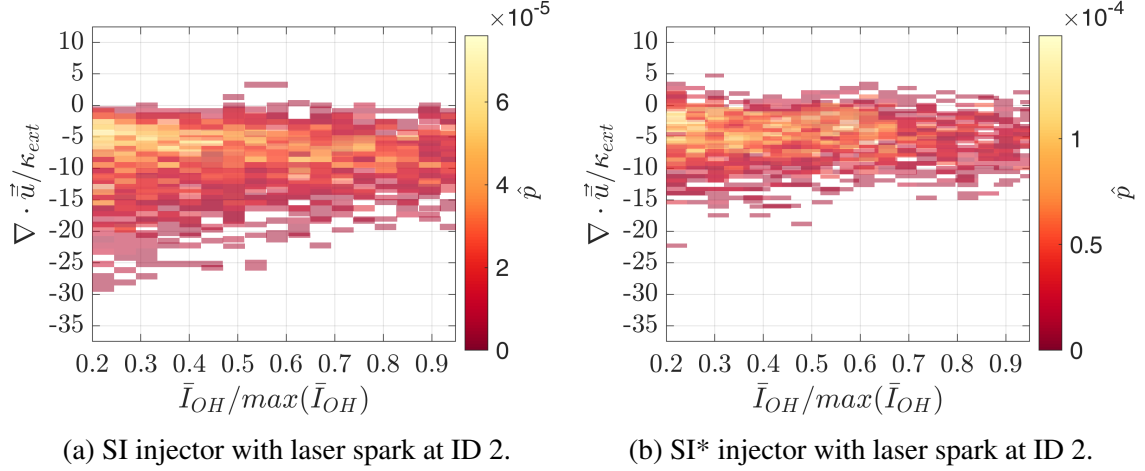 ×10⁻⁵
10
5
0
-5
-10
-15
-20
-25
-30
-35
∇ · u⃗/κ_ext
0.2 0.3 0.4 0.5 0.6 0.7 0.8 0.9
Ī_OH/max(Ī_OH)
6
4
2
0
p̂
(a) SI injector with laser spark at ID 2.
×10⁻⁴
10
5
0
-5
-10
-15
-20
-25
-30
-35
∇ · u⃗/κ_ext
0.2 0.3 0.4 0.5 0.6 0.7 0.8 0.9
Ī_OH/max(Ī_OH)
1
0.5
0
p̂
(b) SI* injector with laser spark at ID 2.